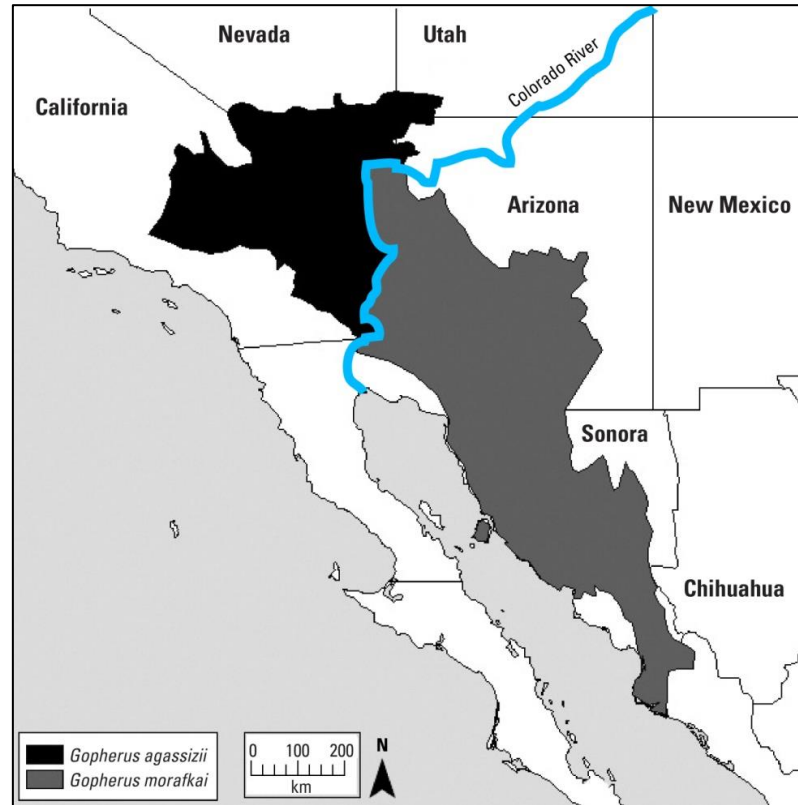 Nevada
Utah
Colorado River
California
Arizona
New Mexico
Sonora
Chihuahua
Gopherus agassizii
Gopherus morafkai
0 100 200
km
N